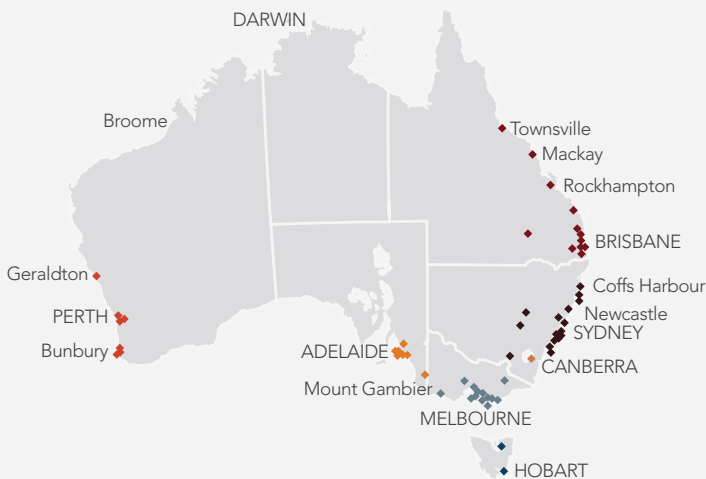 DARWIN
Broome
Townsville
Mackay
Rockhampton
BRISBANE
Geraldton
Coffs Harbour
PERTH
Newcastle
SYDNEY
Bunbury
ADELAIDE
CANBERRA
Mount Gambier
MELBOURNE
HOBART